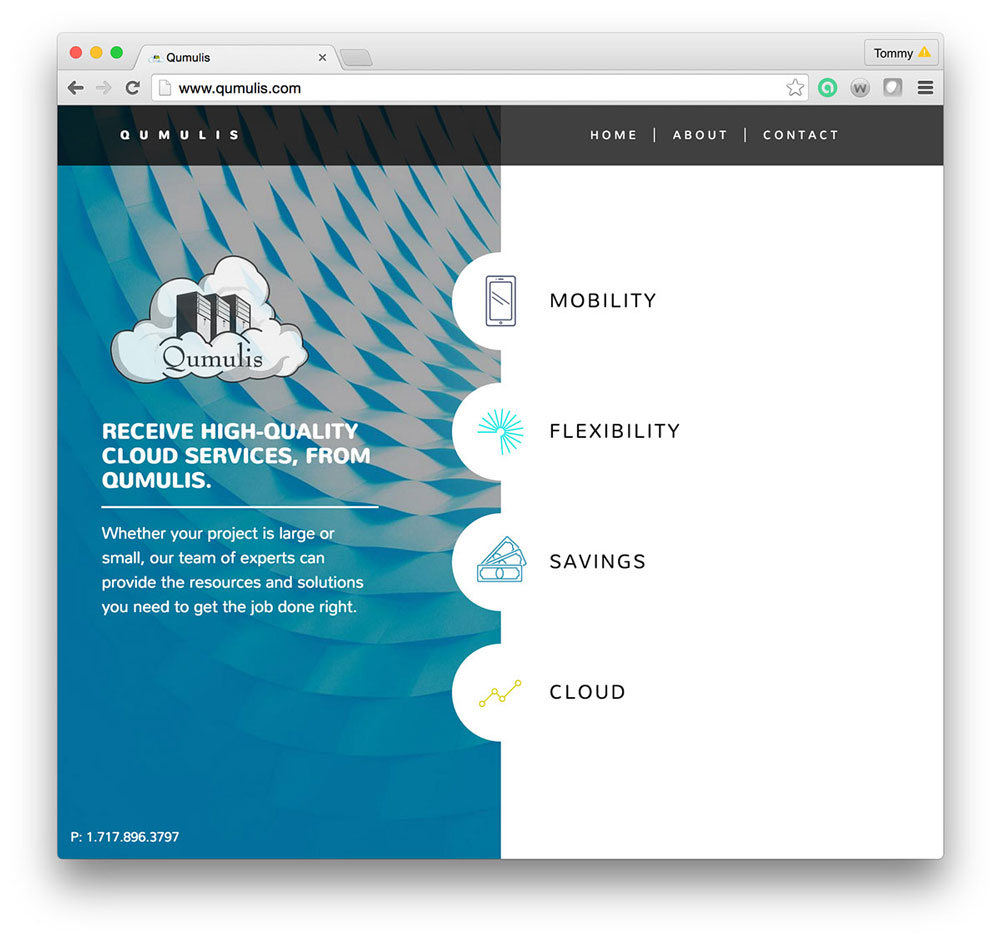 Qumulis
Tommy
www.qumulis.com
QUMULIS
HOME | ABOUT | CONTACT
Qumulis
RECEIVE HIGH-QUALITY
CLOUD SERVICES, FROM
QUMULIS.
Whether your project is large or
small, our team of experts can
provide the resources and solutions
you need to get the job done right.
P: 1.717.896.3797
MOBILITY
FLEXIBILITY
SAVINGS
CLOUD